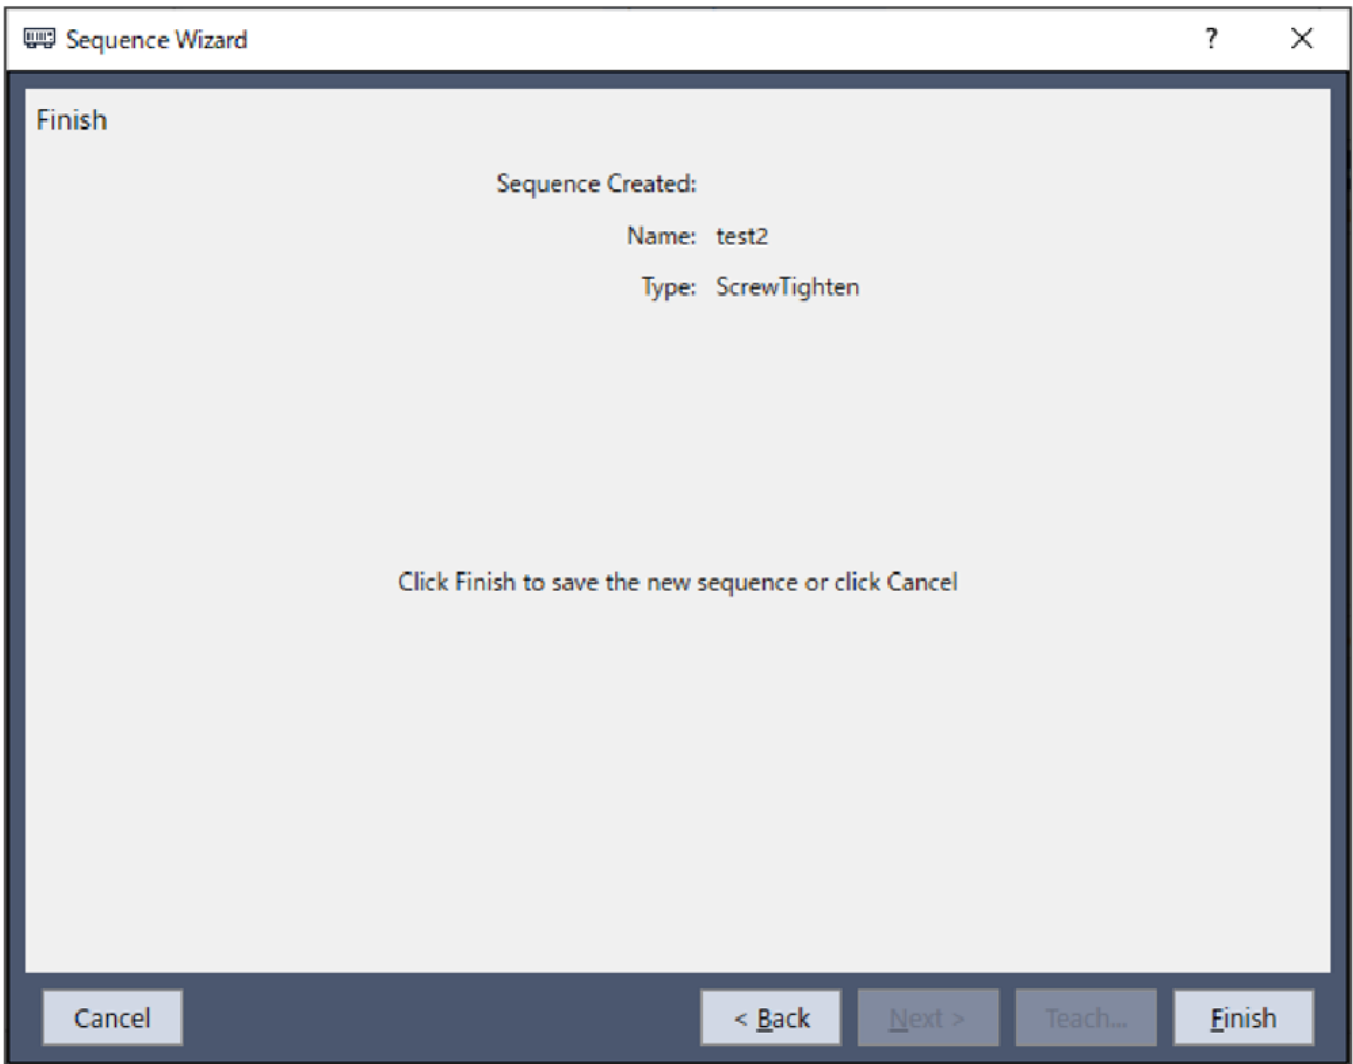 Sequence Wizard ?
Finish
Sequence Created:
Name: test2
Type: ScrewTighten
Click Finish to save the new sequence or click Cancel
Cancel < Back Next > Teach... Finish